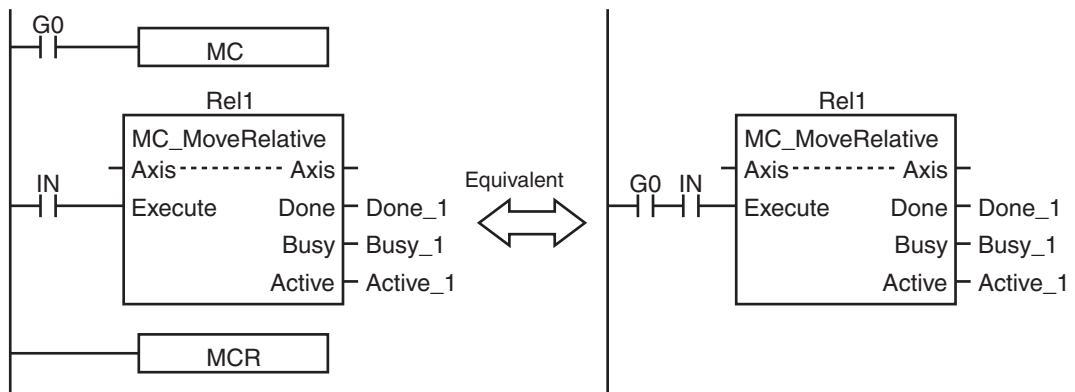 G0
MC
Rel1
MC_MoveRelative
Axis Axis
IN
Execute Done Done_1
Busy Busy_1
Active Active_1
MCR
Equivalent
Rel1
MC_MoveRelative
Axis Axis
G0 IN
Execute Done Done_1
Busy Busy_1
Active Active_1